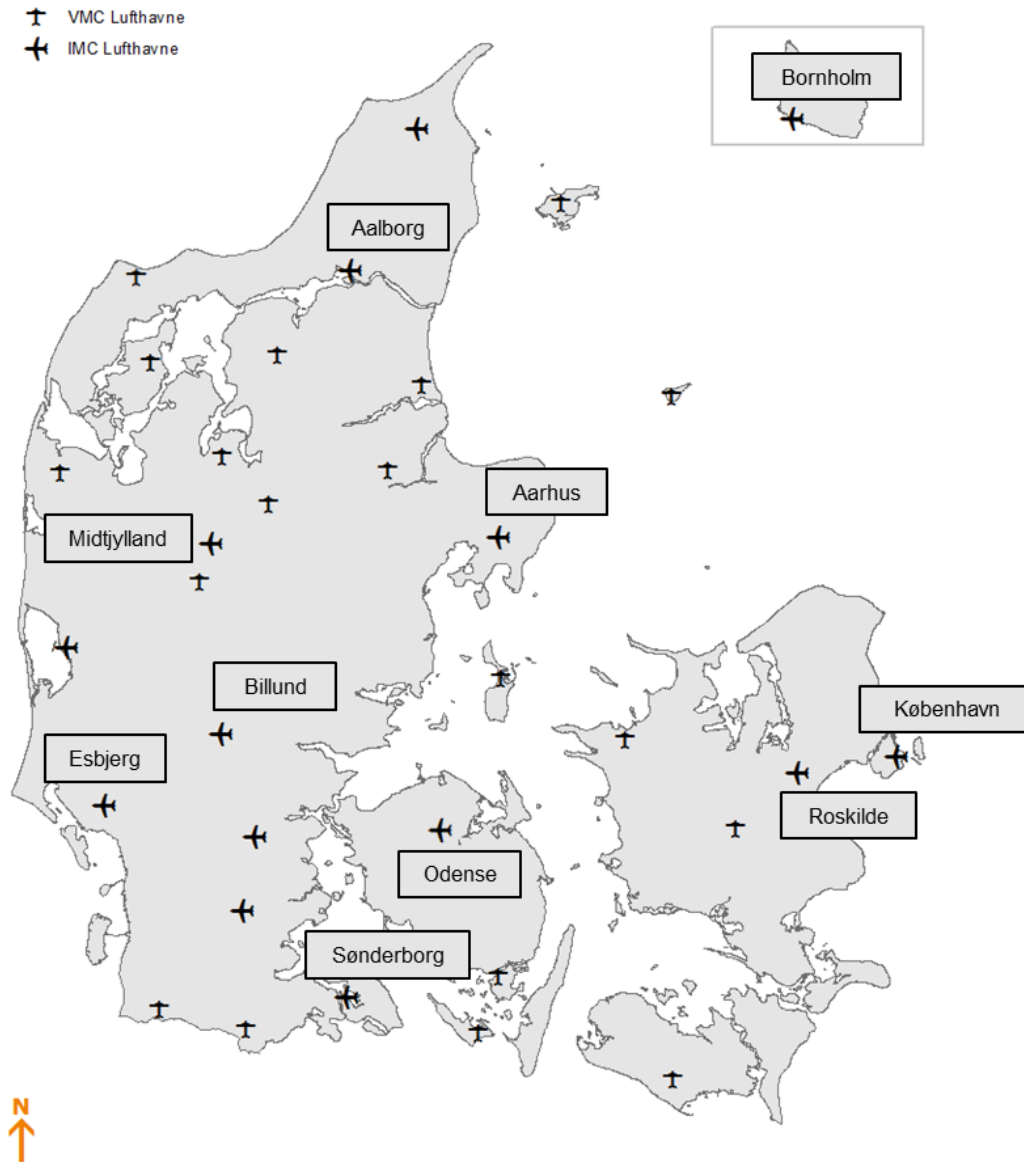 VMC Lufthavne
IMC Lufthavne
Bornholm
Aalborg
Aarhus
Midtjylland
Billund
København
Esbjerg
Roskilde
Odense
Sønderborg
N